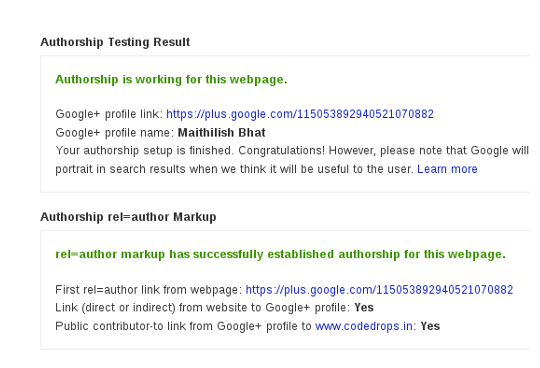 Authorship Testing Result
Authorship is working for this webpage.
Google+ profile link: https://plus.google.com/115053892940521070882
Google+ profile name: Maithilish Bhat
Your authorship setup is finished. Congratulations! However, please note that Google will
portrait in search results when we think it will be useful to the user. Learn more
Authorship rel=author Markup
rel=author markup has successfully established authorship for this webpage.
First rel=author link from webpage: https://plus.google.com/115053892940521070882
Link (direct or indirect) from website to Google+ profile: Yes
Public contributor-to link from Google+ profile to www.codedrops.in: Yes